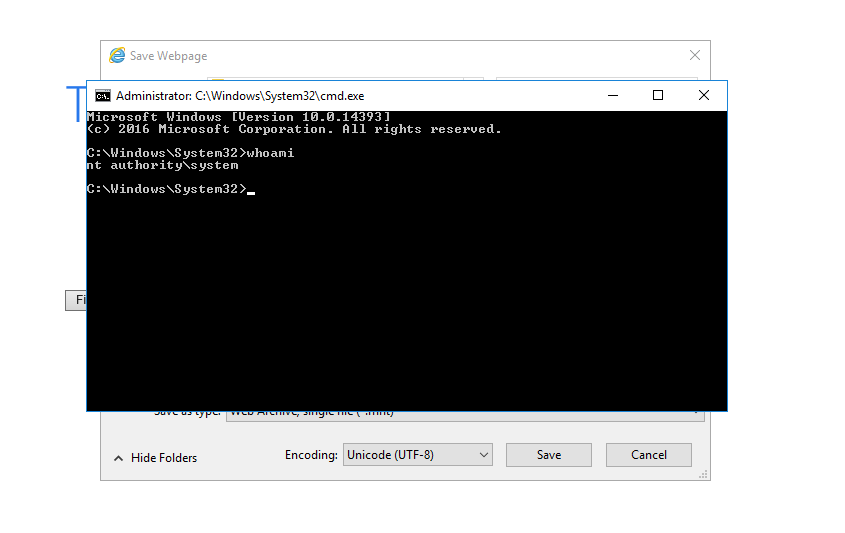 Save Webpage
T
Administrator: C:\Windows\System32\cmd.exe
Microsoft Windows [Version 10.0.14393]
(c) 2016 Microsoft Corporation. All rights reserved.
C:\Windows\System32>whoami
nt authority\system
C:\Windows\System32>
Fi
Save as type: Web Archive, single file (*.mht)
Hide Folders
Encoding: Unicode (UTF-8)
Save
Cancel